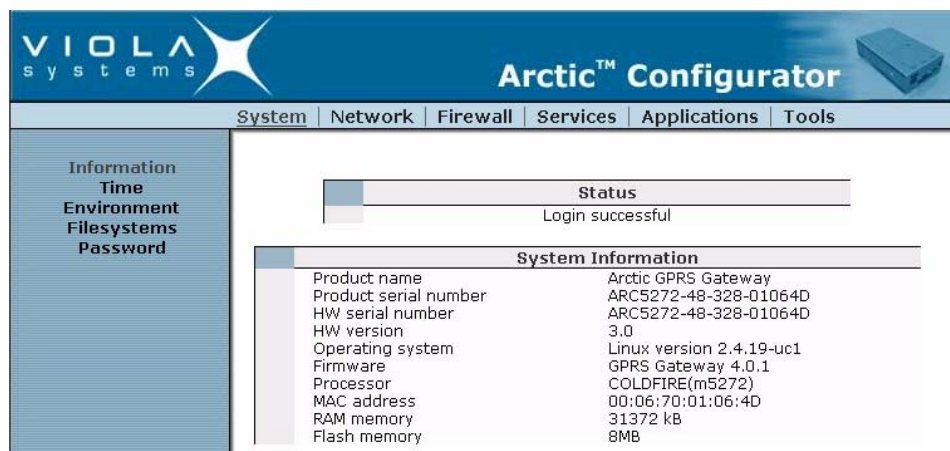 VIOLA
systems
Arctic™ Configurator
System | Network | Firewall | Services | Applications | Tools
Information
Time
Environment
Filesystems
Password
Status
Login successful
System Information
Product name Arctic GPRS Gateway
Product serial number ARC5272-48-328-01064D
HW serial number ARC5272-48-328-01064D
HW version 3.0
Operating system Linux version 2.4.19-uc1
Firmware GPRS Gateway 4.0.1
Processor COLDFIRE(m5272)
MAC address 00:06:70:01:06:4D
RAM memory 31372 kB
Flash memory 8MB